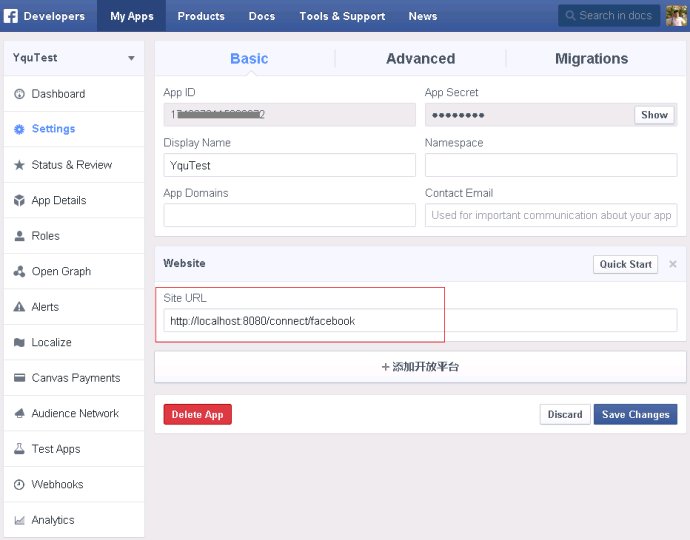 Developers My Apps Products Docs Tools & Support News Search in docs
YquTest
Dashboard
Settings
Status & Review
App Details
Roles
Open Graph
Alerts
Localize
Canvas Payments
Audience Network
Test Apps
Webhooks
Analytics
Basic Advanced Migrations
App ID App Secret
●●●●●●●● Show
Display Name Namespace
YquTest
App Domains Contact Email
Used for important communication about your app
Website Quick Start ×
Site URL
http://localhost:8080/connect/facebook
+ 添加开放平台
Delete App Discard Save Changes